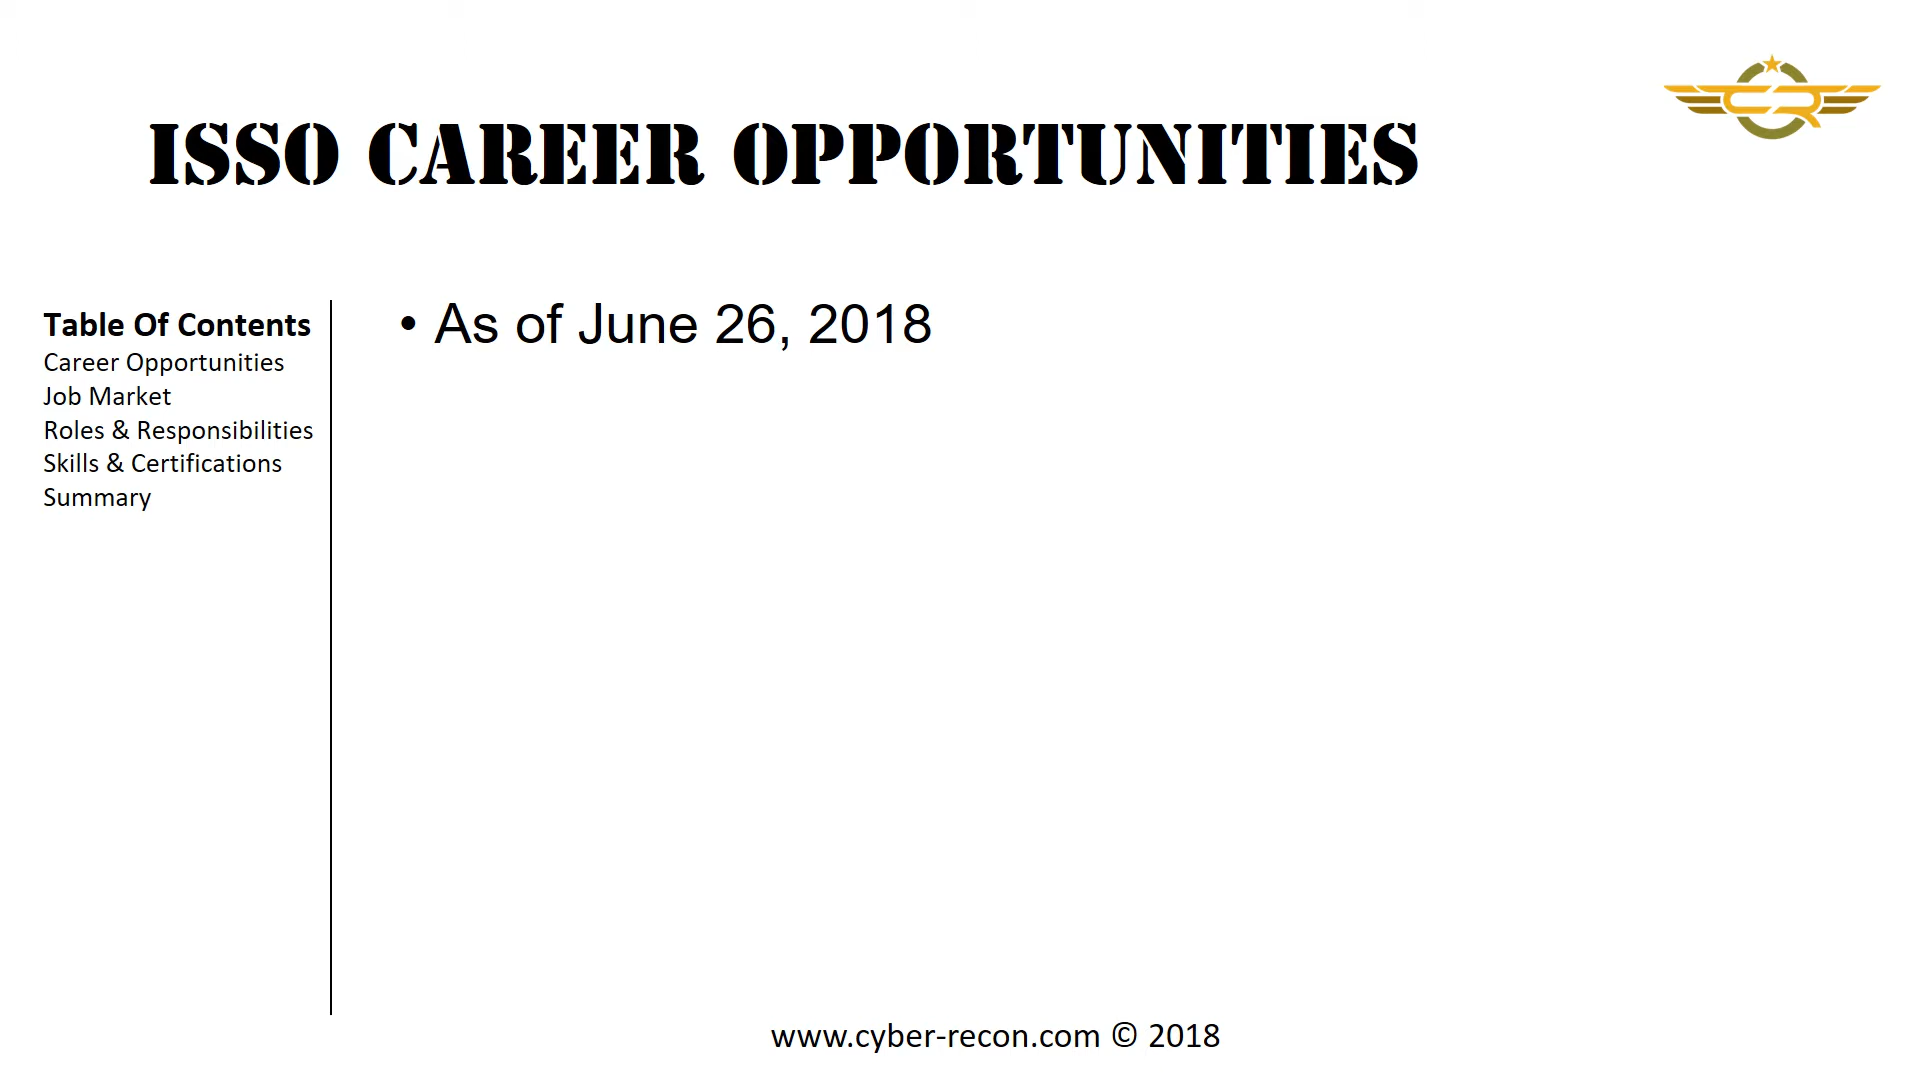 CR
ISSO CAREER OPPORTUNITIES
Table Of Contents
Career Opportunities
Job Market
Roles & Responsibilities
Skills & Certifications
Summary
• As of June 26, 2018
www.cyber-recon.com © 2018